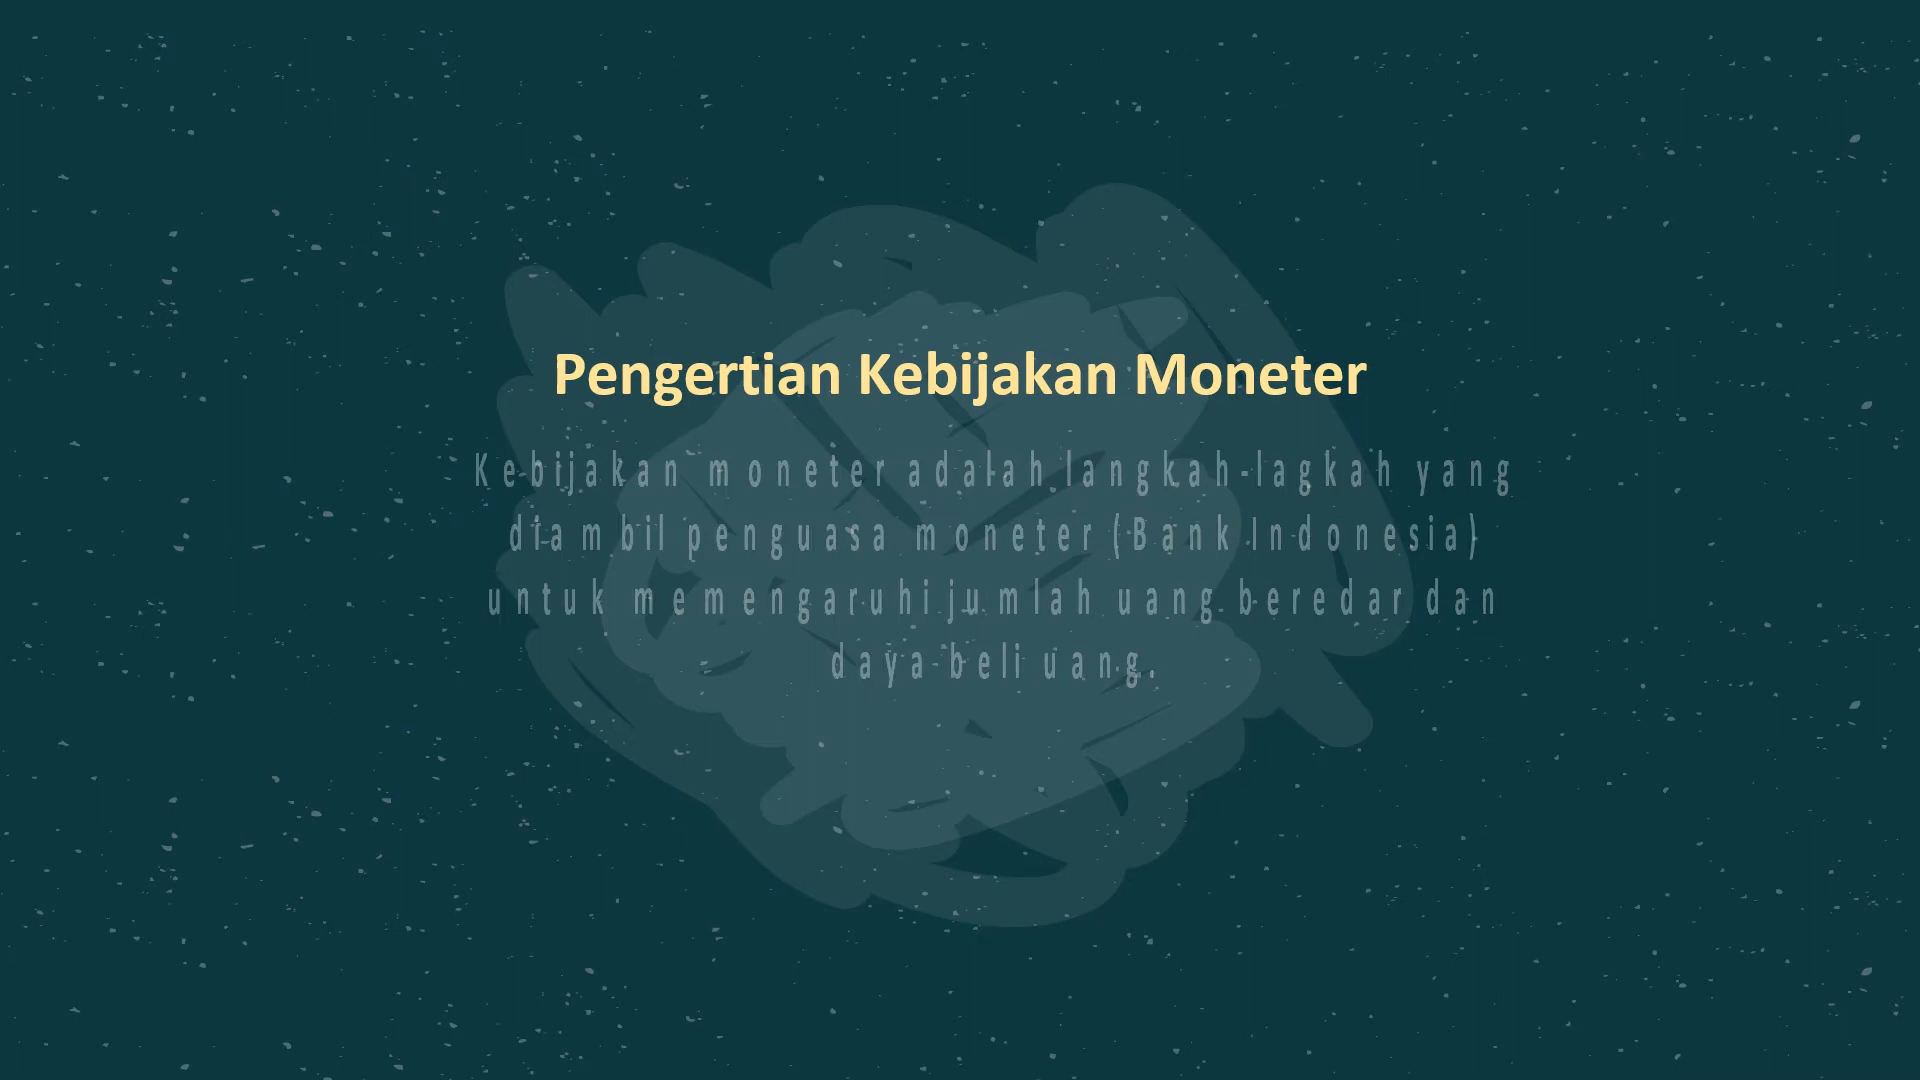 Pengertian Kebijakan Moneter
Kebijakan moneter adalah langkah-lagkah yang
diambil penguasa moneter (Bank Indonesia)
untuk memengaruhi jumlah uang beredar dan
daya beli uang.